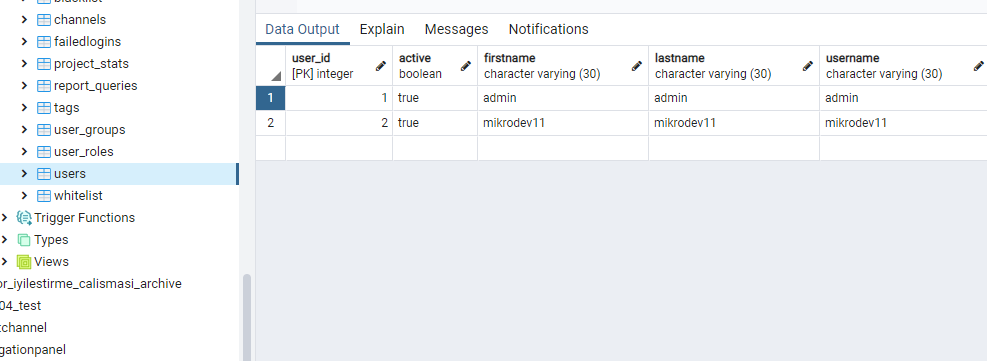 channels
failedlogins
project_stats
report_queries
tags
user_groups
user_roles
users
whitelist
Trigger Functions
Types
Views
or_iyilestirme_calismasi_archive
04_test
tchannel
gationpanel
Data Output Explain Messages Notifications
user_id active firstname lastname username
[PK] integer boolean character varying (30) character varying (30) character varying (30)
1 1 true admin admin admin
2 2 true mikrodev11 mikrodev11 mikrodev11